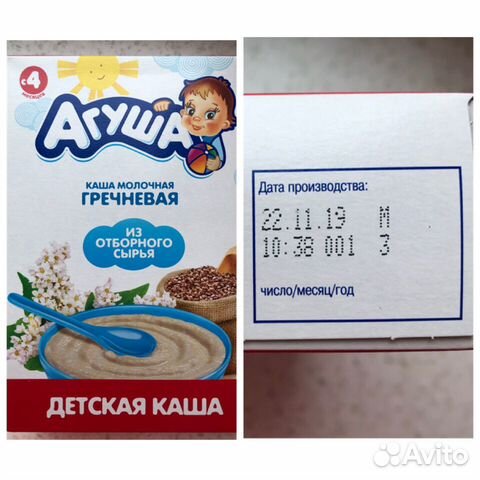 с 4
месяцев
АГУША
КАША МОЛОЧНАЯ
ГРЕЧНЕВАЯ
ИЗ
ОТБОРНОГО
СЫРЬЯ
ДЕТСКАЯ КАША
Дата производства:
22.11.19 М
10:38 001 3
число/месяц/год
Avito